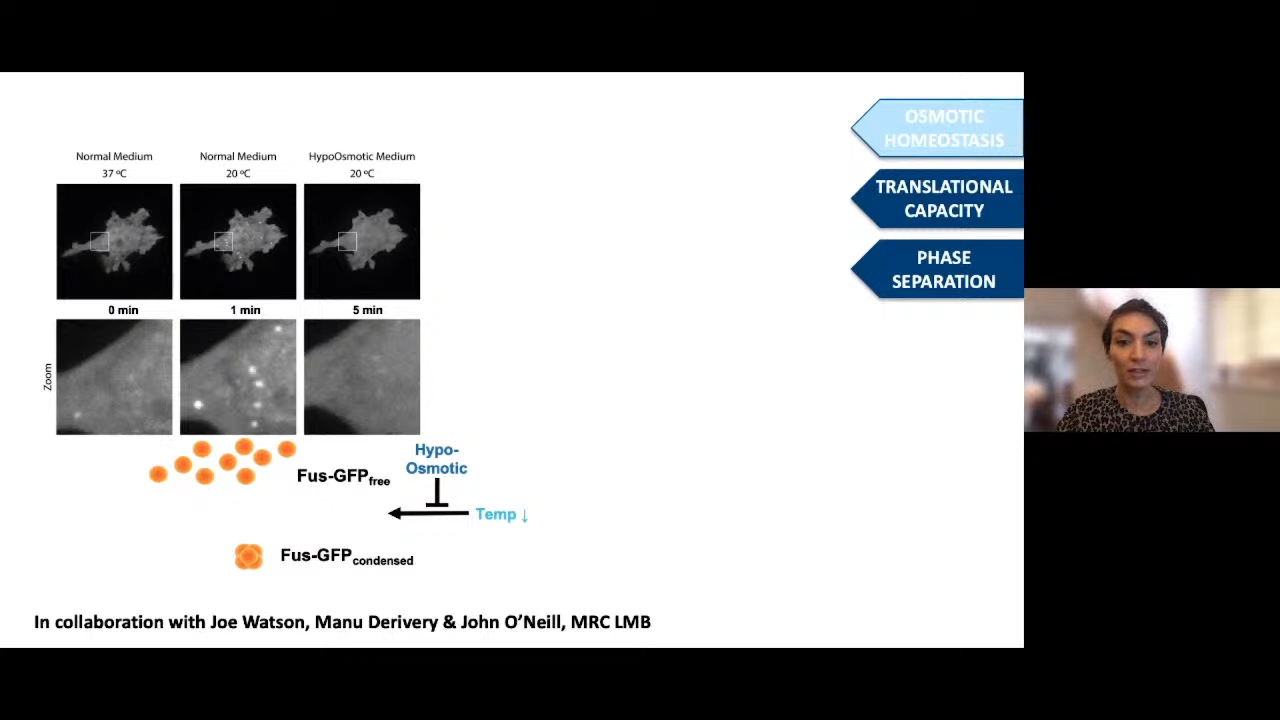 OSMOTIC
HOMEOSTASIS
TRANSLATIONAL
CAPACITY
PHASE
SEPARATION
Normal Medium
37 ºC
Normal Medium
20 ºC
HypoOsmotic Medium
20 ºC
0 min
1 min
5 min
Zoom
Hypo-
Osmotic
Fus-GFPfree
Temp ↓
Fus-GFPcondensed
In collaboration with Joe Watson, Manu Derivery & John O’Neill, MRC LMB